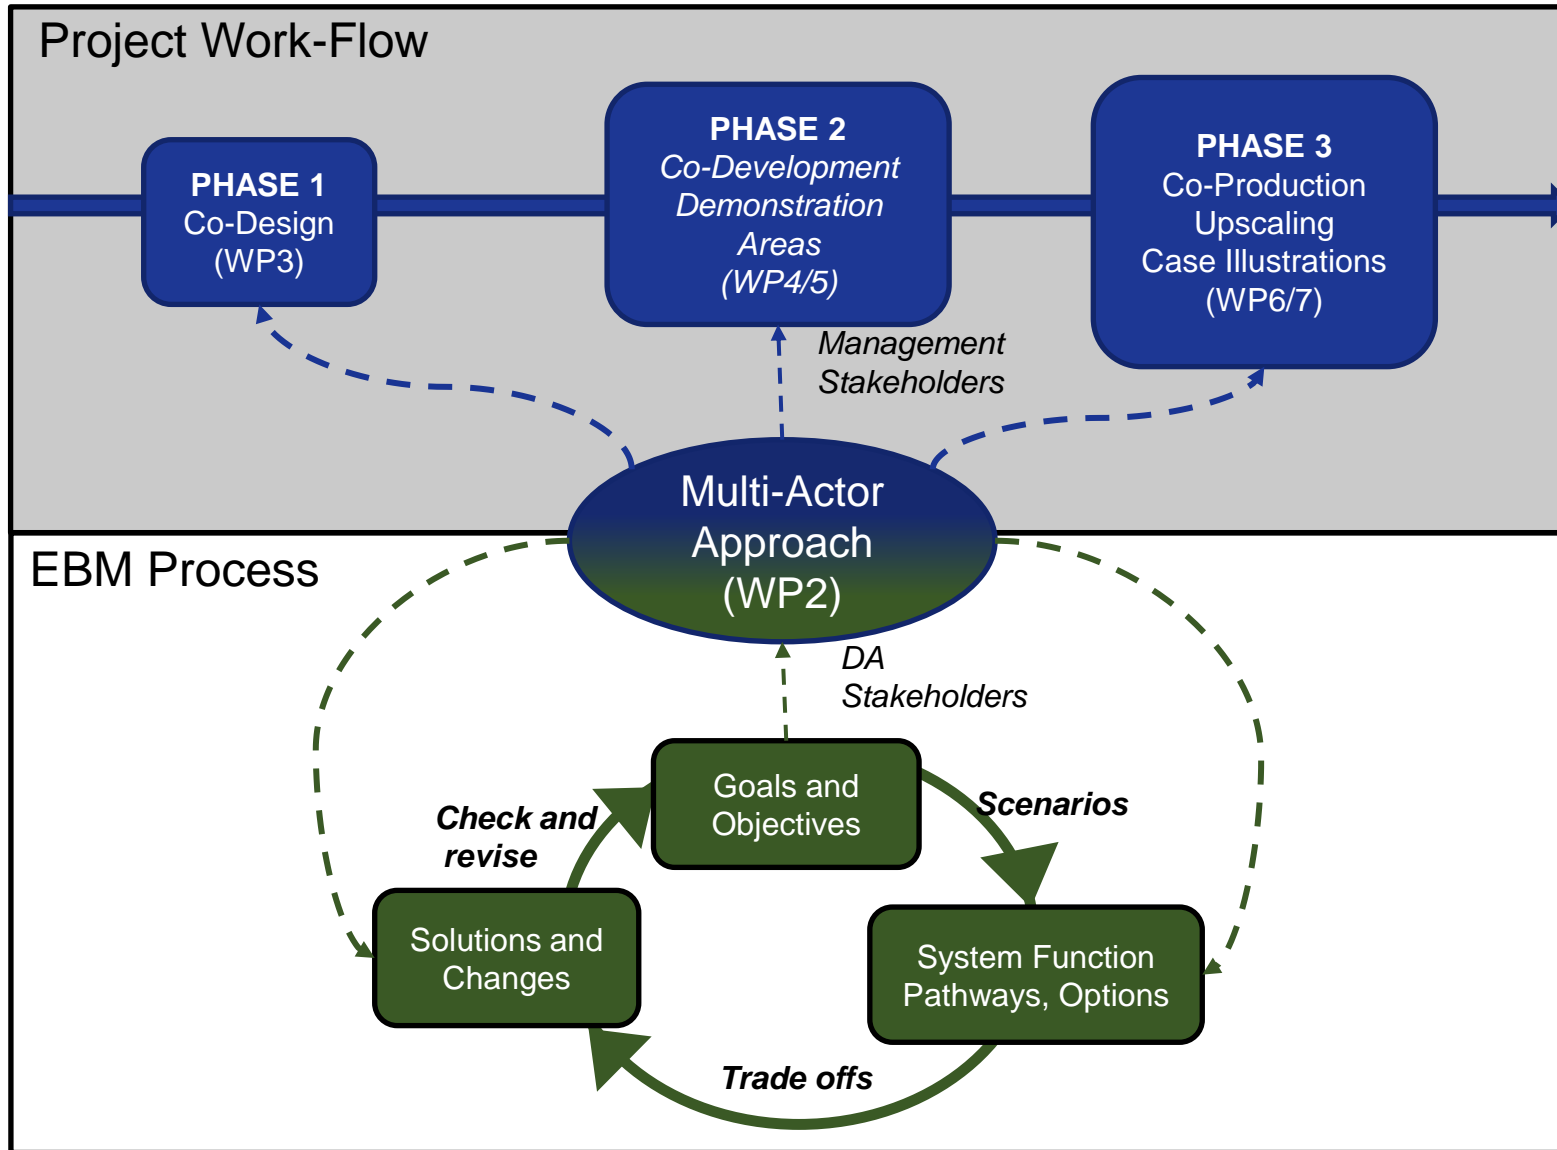 Project Work-Flow
PHASE 1
Co-Design
(WP3)
PHASE 2
Co-Development
Demonstration
Areas
(WP4/5)
PHASE 3
Co-Production
Upscaling
Case Illustrations
(WP6/7)
Management
Stakeholders
Multi-Actor
Approach
(WP2)
EBM Process
DA
Stakeholders
Goals and
Objectives
Scenarios
Check and
revise
Solutions and
Changes
System Function
Pathways, Options
Trade offs